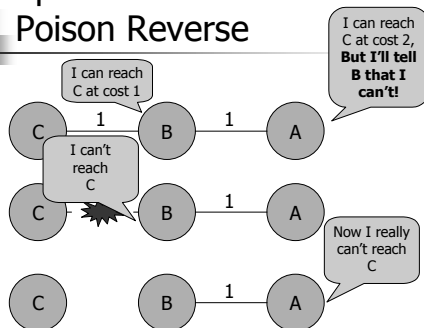 Poison Reverse
I can reach
C at cost 2,
But I'll tell
B that I
can't!
I can reach
C at cost 1
C
1
B
1
A
I can't
reach
C
C
B
1
A
Now I really
can't reach
C
C
B
1
A